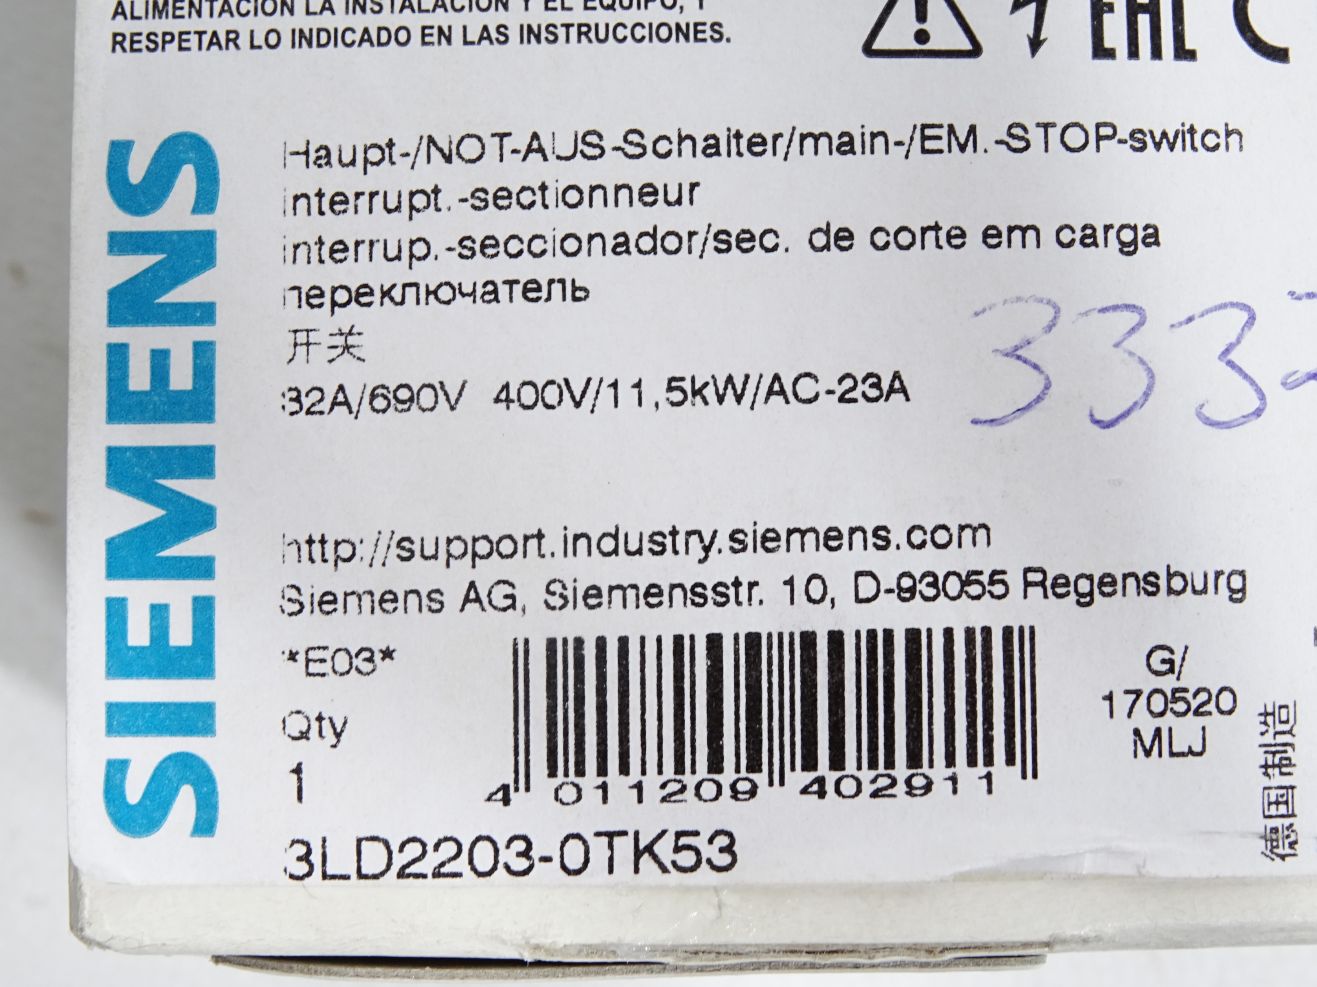 ALIMENTACIÓN LA INSTALACIÓN Y EL EQUIPO, Y
RESPETAR LO INDICADO EN LAS INSTRUCCIONES.
EAC
SIEMENS
Haupt-/NOT-AUS-Schalter/main-/EM.-STOP-switch
interrupt.-sectionneur
interrup.-seccionador/sec. de corte em carga
переключатель
开关
32A/690V 400V/11,5kW/AC-23A
333
http://support.industry.siemens.com
Siemens AG, Siemensstr. 10, D-93055 Regensburg
*E03*
Qty
1
4 011209 402911
G/
170520
MLJ
德国制造
3LD2203-0TK53